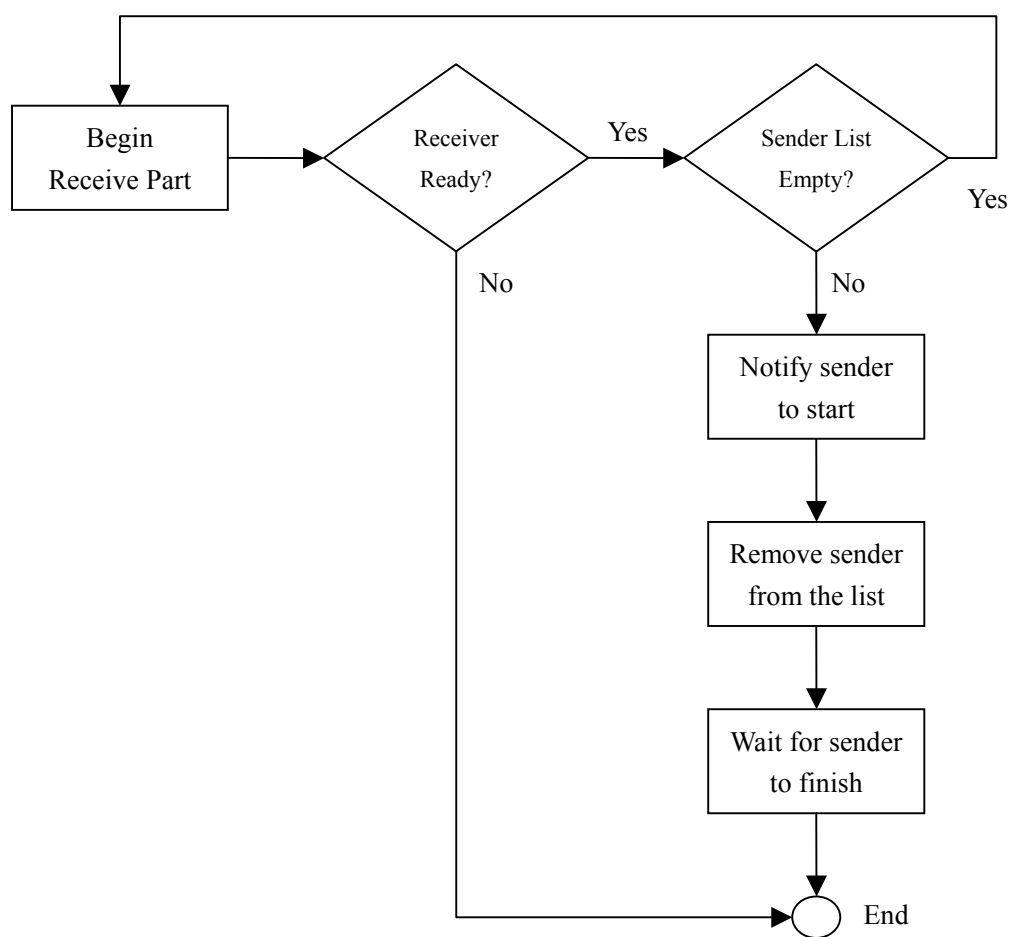 Begin
Receive Part
Receiver
Ready?
Yes
Sender List
Empty?
Yes
No
No
Notify sender
to start
Remove sender
from the list
Wait for sender
to finish
End